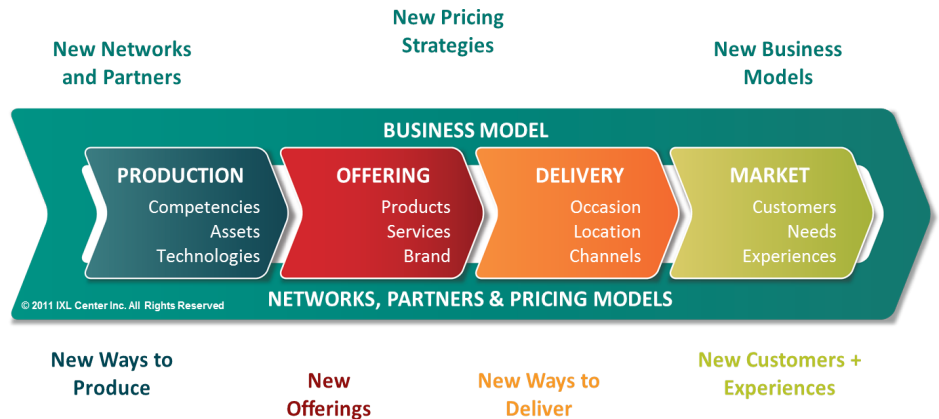 New Pricing
Strategies
New Networks
and Partners
New Business
Models
BUSINESS MODEL
PRODUCTION
Competencies
Assets
Technologies
OFFERING
Products
Services
Brand
DELIVERY
Occasion
Location
Channels
MARKET
Customers
Needs
Experiences
© 2011 IXL Center Inc. All Rights Reserved
NETWORKS, PARTNERS & PRICING MODELS
New Ways to
Produce
New
Offerings
New Ways to
Deliver
New Customers +
Experiences